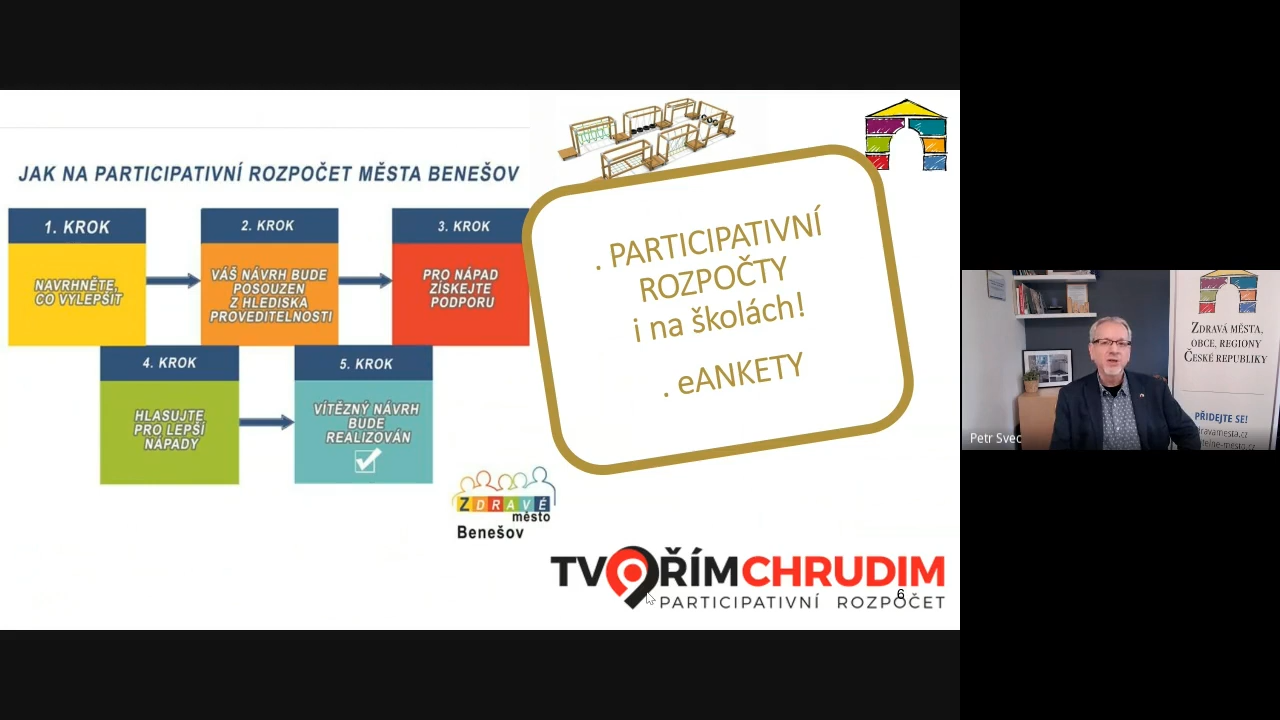 JAK NA PARTICIPATIVNÍ ROZPOČET MĚSTA BENEŠOV
1. KROK
NAVRHNĚTE,
CO VYLEPŠIT
2. KROK
VÁŠ NÁVRH BUDE
POSOUZEN
Z HLEDISKA
PROVEDITELNOSTI
3. KROK
PRO NÁPAD
ZÍSKEJTE
PODPORU
4. KROK
HLASUJTE
PRO LEPŠÍ
NÁPADY
5. KROK
VÍTĚZNÝ NÁVRH
BUDE
REALIZOVÁN
ZDRAVÉ
město
Benešov
. PARTICIPATIVNÍ
ROZPOČTY
i na školách!
. eANKETY
TVOŘÍMCHRUDIM
PARTICIPATIVNÍ ROZPOČET
6
ZDRAVÁ MĚSTA,
OBCE, REGIONY
ČESKÉ REPUBLIKY
PŘIDEJTE SE!
Petr Švec